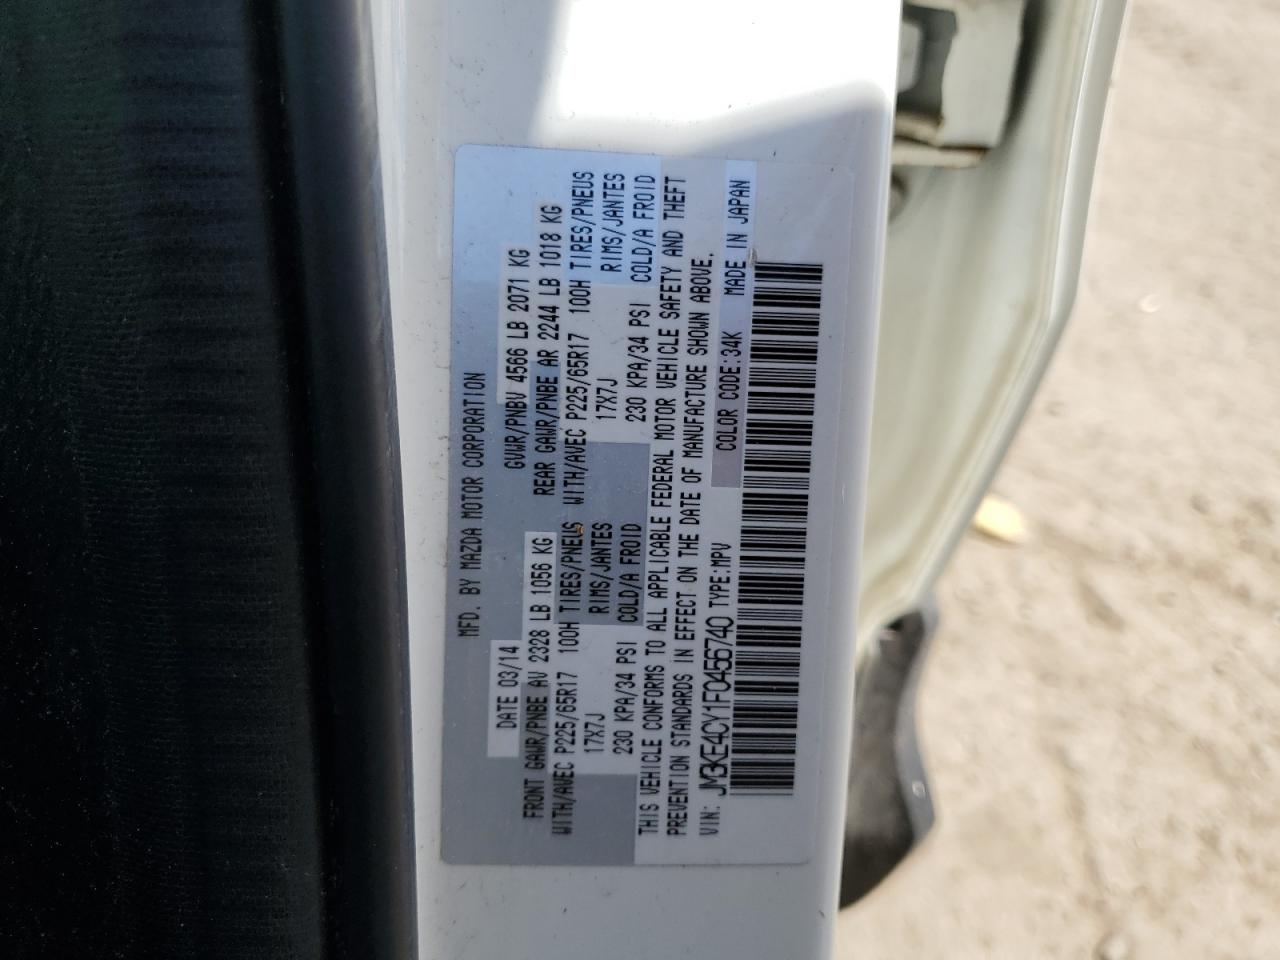 MFD. BY MAZDA MOTOR CORPORATION
DATE 03/14 GVWR/PNBV 4566 LB 2071 KG
FRONT GAWR/PNBE AV 2328 LB 1056 KG REAR GAWR/PNBE AR 2244 LB 1018 KG
WITH/AVEC P225/65R17 100H TIRES/PNEUS WITH/AVEC P225/65R17 100H TIRES/PNEUS
17X7J RIMS/JANTES 17X7J RIMS/JANTES
230 KPA/34 PSI COLD/A FROID 230 KPA/34 PSI COLD/A FROID
THIS VEHICLE CONFORMS TO ALL APPLICABLE FEDERAL MOTOR VEHICLE SAFETY AND THEFT
PREVENTION STANDARDS IN EFFECT ON THE DATE OF MANUFACTURE SHOWN ABOVE.
VIN: JM3KE4CY1F0456740 TYPE:MPV COLOR CODE:34K MADE IN JAPAN